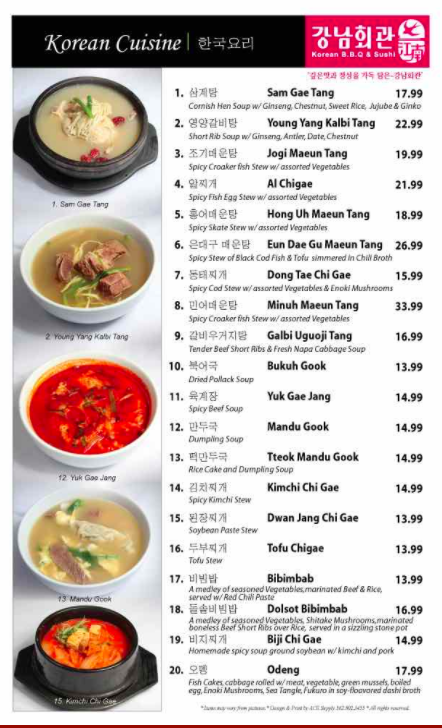 Korean Cuisine | 한국요리
강남회관
Korean B.B.Q & Sushi
"깊은맛과 정성을 가득 담은~강남회관"
1. 삼계탕 Sam Gae Tang 17.99
Cornish Hen Soup w/ Ginseng, Chestnut, Sweet Rice, Jujube & Ginko
2. 영양갈비탕 Young Yang Kalbi Tang 22.99
Short Rib Soup w/ Ginseng, Antler, Date, Chestnut
3. 조기매운탕 Jogi Maeun Tang 19.99
Spicy Croaker fish Stew w/ assorted Vegetables
4. 알찌개 Al Chigae 21.99
Spicy Fish Egg Stew w/ assorted Vegetables
5. 홍어매운탕 Hong Uh Maeun Tang 18.99
Spicy Skate Stew w/ assorted Vegetables
6. 은대구 매운탕 Eun Dae Gu Maeun Tang 26.99
Spicy Stew of Black Cod Fish & Tofu simmered in Chill Broth
7. 동태찌개 Dong Tae Chi Gae 15.99
Spicy Cod Stew w/ assorted Vegetables & Enoki Mushrooms
8. 민어매운탕 Minuh Maeun Tang 33.99
Spicy Croaker fish Stew w/ assorted Vegetables
9. 갈비우거지탕 Galbi Uguoji Tang 16.99
Tender Beef Short Ribs & Fresh Napa Cabbage Soup
10. 북어국 Bukuh Gook 13.99
Dried Pollack Soup
11. 육계장 Yuk Gae Jang 14.99
Spicy Beef Soup
12. 만두국 Mandu Gook 14.99
Dumpling Soup
13. 떡만두국 Tteok Mandu Gook 14.99
Rice Cake and Dumpling Soup
14. 김치찌개 Kimchi Chi Gae 14.99
Spicy Kimchi Stew
15. 된장찌개 Dwan Jang Chi Gae 13.99
Soybean Paste Stew
16. 두부찌개 Tofu Chigae 13.99
Tofu Stew
17. 비빔밥 Bibimbab 13.99
A medley of seasoned Vegetables, marinated Beef & Rice,
served w/ Red Chili Paste
18. 돌솥비빔밥 Dolsot Bibimbab 16.99
A medley of seasoned Vegetables, Shitake Mushrooms, marinated
boneless Beef Short Ribs over Rice, served in a sizzling stone pot
19. 비지찌개 Biji Chi Gae 14.99
Homemade spicy soup ground soybean w/ kimchi and pork
20. 오뎅 Odeng 17.99
Fish Cakes, cabbage rolled w/ meat, vegetable, green mussels, boiled
egg, Enoki Mushrooms, Sea Tangle, Fukuro in soy-floavored dashi broth
1. Sam Gae Tang
2. Young Yang Kalbi Tang
12. Yuk Gae Jang
13. Mandu Gook
15. Kimchi Chi Gae
* Items may vary from pictures. * Design & Print by * All rights reserved.